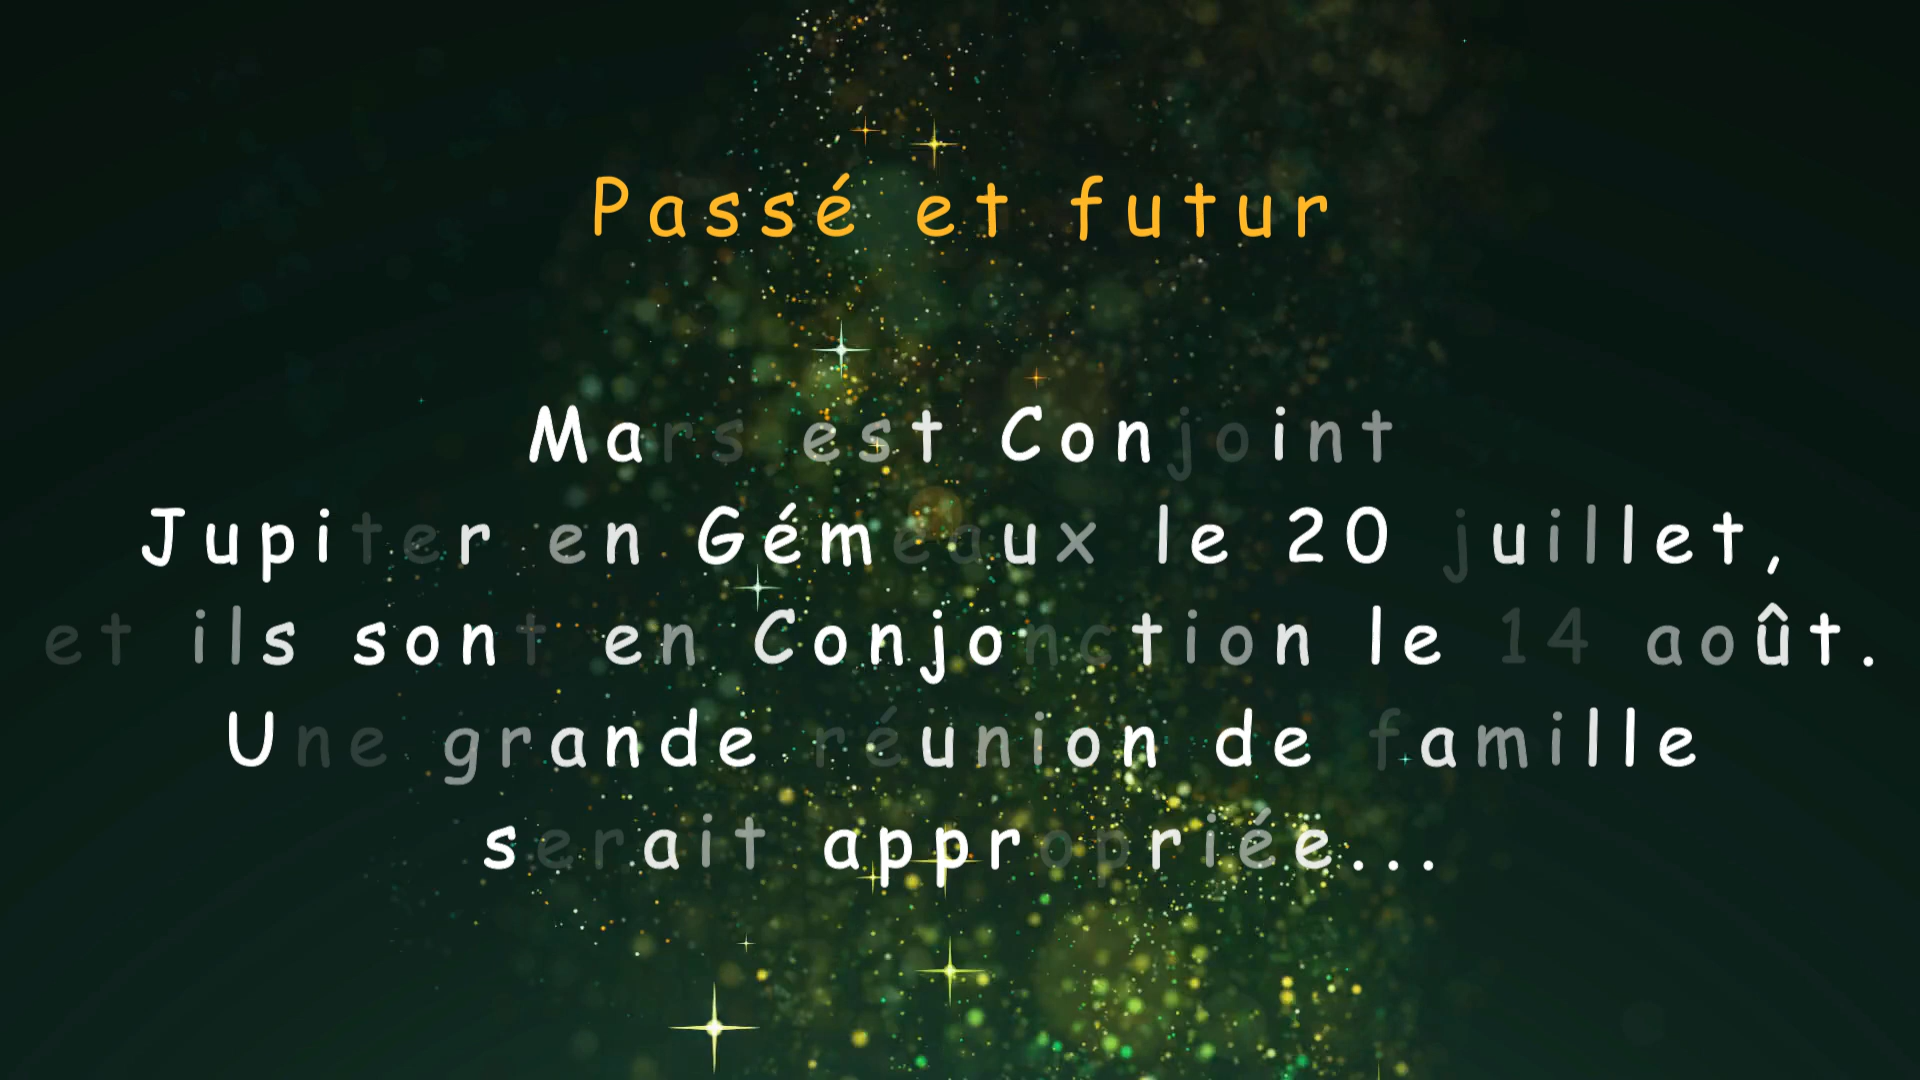 Passé et futur
Mars est Conjoint
Jupiter en Gémeaux le 20 juillet,
et ils sont en Conjonction le 14 août.
Une grande réunion de famille
serait appropriée...